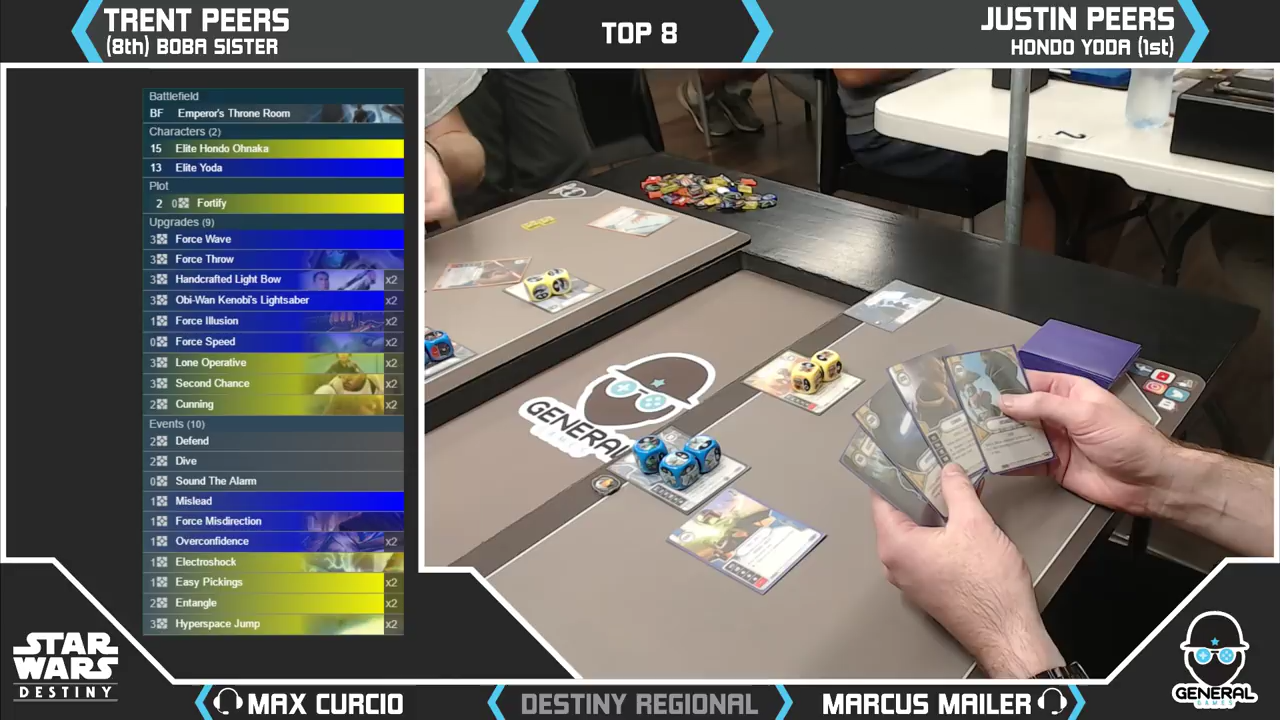 TRENT PEERS
(8th) BOBA SISTER
TOP 8
JUSTIN PEERS
HONDO YODA (1st)
Battlefield
BF Emperor's Throne Room
Characters (2)
15 Elite Hondo Ohnaka
13 Elite Yoda
Plot
2 0 Fortify
Upgrades (9)
3 Force Wave
3 Force Throw
3 Handcrafted Light Bow x2
3 Obi-Wan Kenobi's Lightsaber x2
1 Force Illusion x2
0 Force Speed x2
3 Lone Operative x2
3 Second Chance x2
2 Cunning x2
Events (10)
2 Defend
2 Dive
0 Sound The Alarm
1 Mislead
1 Force Misdirection
1 Overconfidence x2
1 Electroshock
1 Easy Pickings x2
2 Entangle x2
3 Hyperspace Jump x2
GENERAL
GAMES
2
STAR
WARS
DESTINY
MAX CURCIO
DESTINY REGIONAL
MARCUS MAILER
GENERAL
GAMES